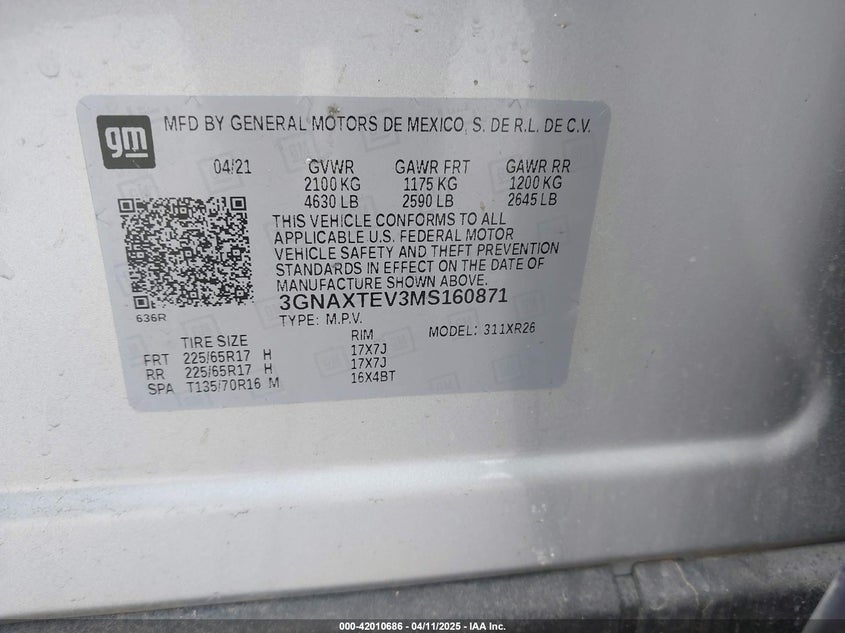 gm
MFD BY GENERAL MOTORS DE MEXICO, S. DE R.L. DE C.V.
04/21 GVWR GAWR FRT GAWR RR
2100 KG 1175 KG 1200 KG
4630 LB 2590 LB 2645 LB
THIS VEHICLE CONFORMS TO ALL
APPLICABLE U.S. FEDERAL MOTOR
VEHICLE SAFETY AND THEFT PREVENTION
STANDARDS IN EFFECT ON THE DATE OF
MANUFACTURE SHOWN ABOVE.
3GNAXTEV3MS160871
636R
TYPE: M.P.V. MODEL: 311XR26
TIRE SIZE RIM
FRT 225/65R17 H 17X7J
RR 225/65R17 H 17X7J
SPA T135/70R16 M 16X4BT
000-42010686 - 04/11/2025 - IAA Inc.